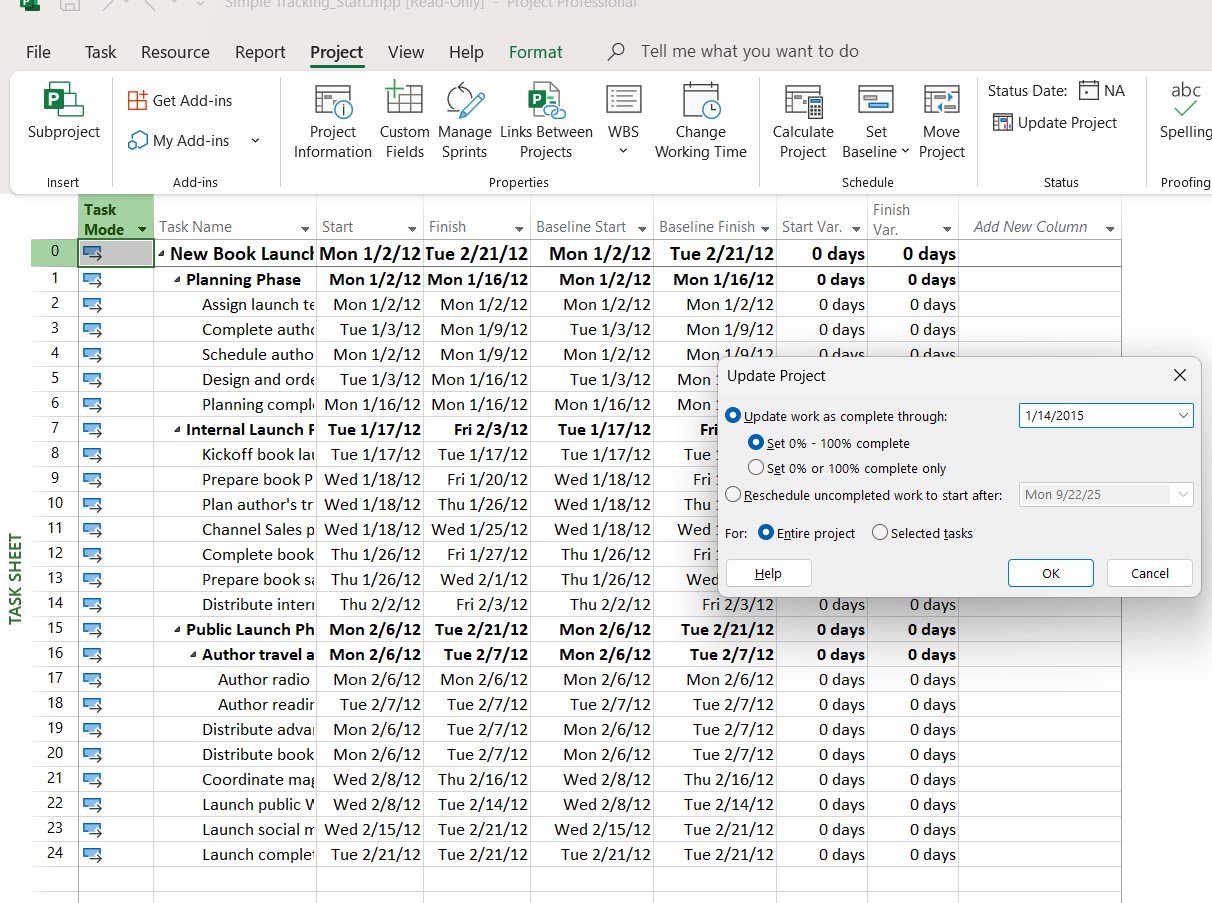 Simple Tracking_Start.mpp [Read-Only] - Project Professional
File Task Resource Report Project View Help Format Tell me what you want to do
Subproject
Get Add-ins
My Add-ins
Project Information
Custom Fields
Manage Sprints
Links Between Projects
WBS
Change Working Time
Calculate Project
Set Baseline
Move Project
Status Date: NA
Update Project
abc
Spelling
Insert Add-ins Properties Schedule Status Proofing
Task Mode Task Name Start Finish Baseline Start Baseline Finish Start Var. Finish Var. Add New Column
0 New Book Launch Mon 1/2/12 Tue 2/21/12 Mon 1/2/12 Tue 2/21/12 0 days 0 days
1 Planning Phase Mon 1/2/12 Mon 1/16/12 Mon 1/2/12 Mon 1/16/12 0 days 0 days
2 Assign launch te Mon 1/2/12 Mon 1/2/12 Mon 1/2/12 Mon 1/2/12 0 days 0 days
3 Complete autho Tue 1/3/12 Mon 1/9/12 Tue 1/3/12 Mon 1/9/12 0 days 0 days
4 Schedule autho Mon 1/2/12 Mon 1/9/12 Mon 1/2/12 Mon 1/9/12 0 days 0 days
5 Design and orde Tue 1/3/12 Mon 1/16/12 Tue 1/3/12 Mon
6 Planning compl Mon 1/16/12 Mon 1/16/12 Mon 1/16/12 Mon
7 Internal Launch P Tue 1/17/12 Fri 2/3/12 Tue 1/17/12 Fri
8 Kickoff book lau Tue 1/17/12 Tue 1/17/12 Tue 1/17/12 Tue
9 Prepare book P Wed 1/18/12 Fri 1/20/12 Wed 1/18/12 Fri
10 Plan author's tr Wed 1/18/12 Thu 1/26/12 Wed 1/18/12 Thu
11 Channel Sales p Wed 1/18/12 Wed 1/25/12 Wed 1/18/12 Wed
12 Complete book Thu 1/26/12 Fri 1/27/12 Thu 1/26/12 Fri
13 Prepare book sa Thu 1/26/12 Wed 2/1/12 Thu 1/26/12 Wed
14 Distribute intern Thu 2/2/12 Fri 2/3/12 Thu 2/2/12 Fri 2/3/12 0 days 0 days
15 Public Launch Ph Mon 2/6/12 Tue 2/21/12 Mon 2/6/12 Tue 2/21/12 0 days 0 days
16 Author travel a Mon 2/6/12 Tue 2/7/12 Mon 2/6/12 Tue 2/7/12 0 days 0 days
17 Author radio Mon 2/6/12 Mon 2/6/12 Mon 2/6/12 Mon 2/6/12 0 days 0 days
18 Author readin Tue 2/7/12 Tue 2/7/12 Tue 2/7/12 Tue 2/7/12 0 days 0 days
19 Distribute advan Mon 2/6/12 Tue 2/7/12 Mon 2/6/12 Tue 2/7/12 0 days 0 days
20 Distribute book Mon 2/6/12 Tue 2/7/12 Mon 2/6/12 Tue 2/7/12 0 days 0 days
21 Coordinate mag Wed 2/8/12 Thu 2/16/12 Wed 2/8/12 Thu 2/16/12 0 days 0 days
22 Launch public W Wed 2/8/12 Tue 2/14/12 Wed 2/8/12 Tue 2/14/12 0 days 0 days
23 Launch social m Wed 2/15/12 Tue 2/21/12 Wed 2/15/12 Tue 2/21/12 0 days 0 days
24 Launch complet Tue 2/21/12 Tue 2/21/12 Tue 2/21/12 Tue 2/21/12 0 days 0 days
TASK SHEET
Update Project
Update work as complete through: 1/14/2015
Set 0% - 100% complete
Set 0% or 100% complete only
Reschedule uncompleted work to start after: Mon 9/22/25
For: Entire project Selected tasks
Help OK Cancel